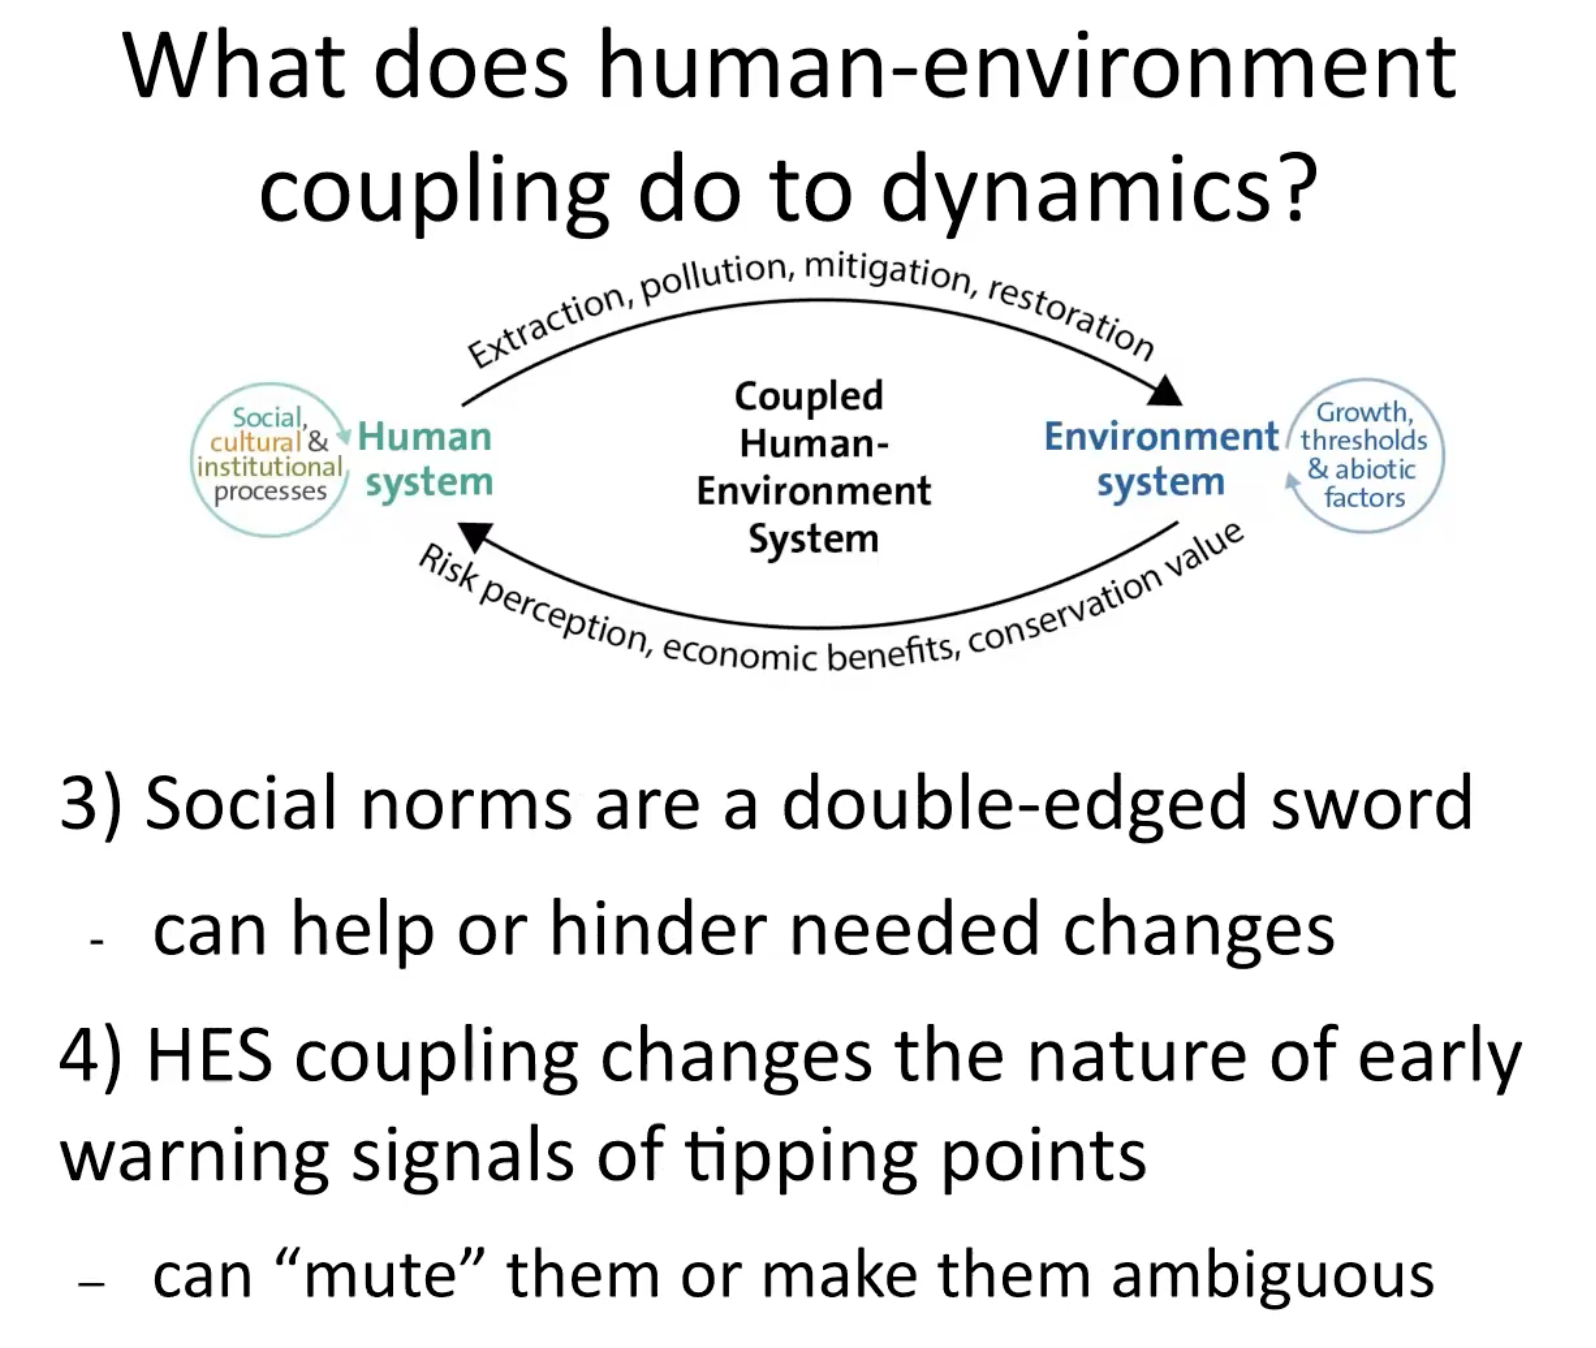 What does human-environment
coupling do to dynamics?
Extraction, pollution, mitigation, restoration
Social,
cultural &
institutional
processes
Human
system
Coupled
Human-
Environment
System
Environment
system
Growth,
thresholds
& abiotic
factors
Risk perception, economic benefits, conservation value
3) Social norms are a double-edged sword
- can help or hinder needed changes
4) HES coupling changes the nature of early
warning signals of tipping points
– can “mute” them or make them ambiguous